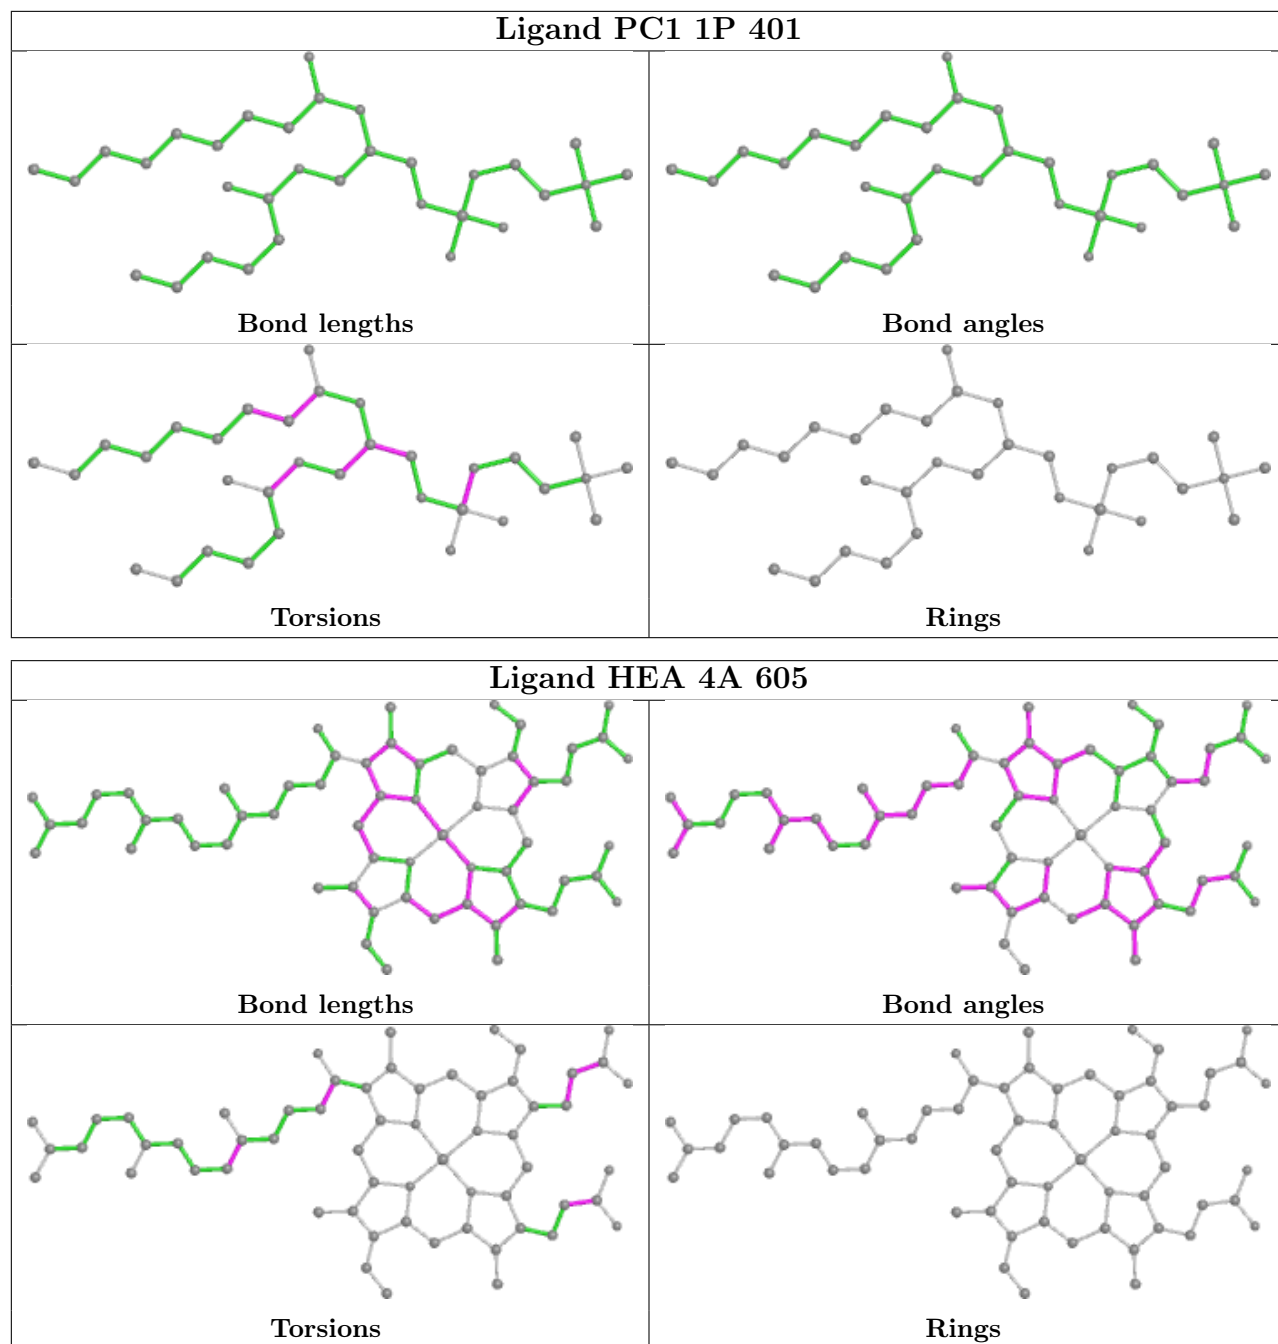 Ligand PC1 1P 401
Bond lengths
Bond angles
Torsions
Rings
Ligand HEA 4A 605
Bond lengths
Bond angles
Torsions
Rings